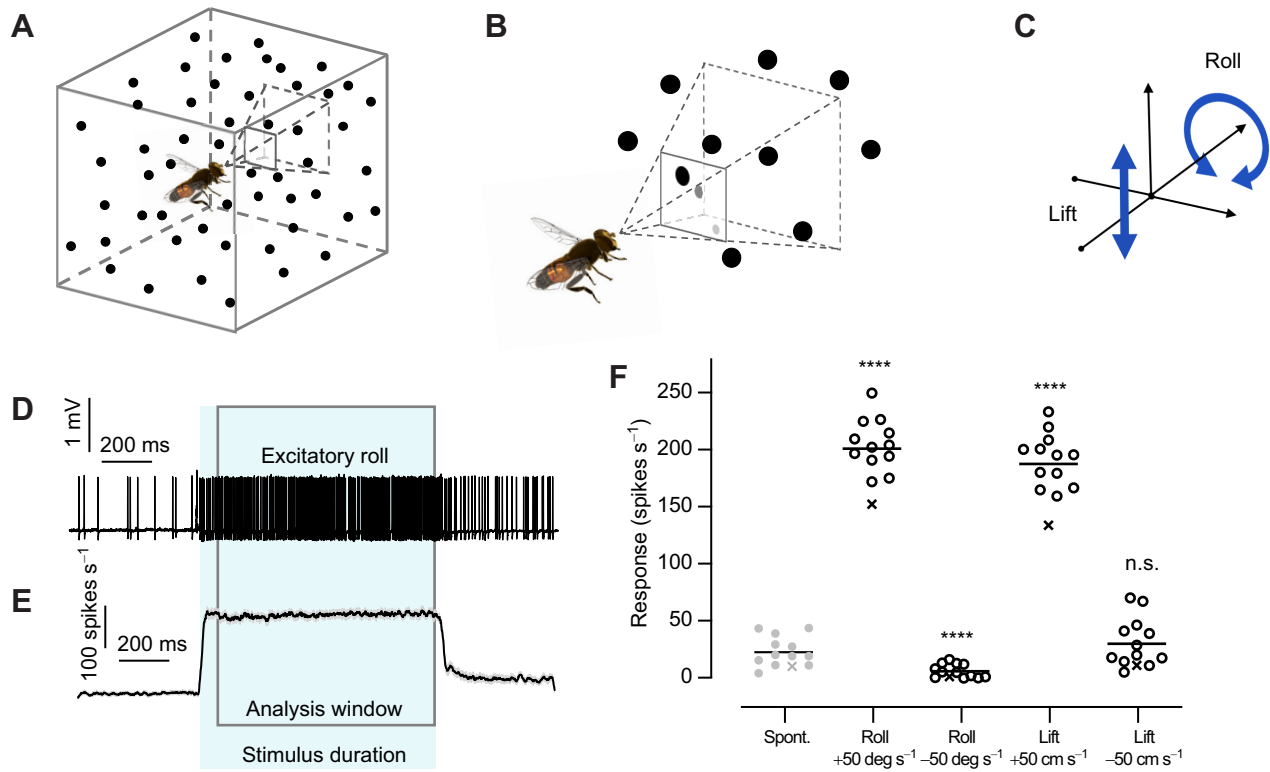 A
B
C
Roll
Lift
D
1 mV
200 ms
Excitatory roll
E
100 spikes s⁻¹
200 ms
Analysis window
Stimulus duration
F
Response (spikes s⁻¹)
250
200
150
100
50
0
****
****
****
n.s.
Spont.
Roll
+50 deg s⁻¹
Roll
–50 deg s⁻¹
Lift
+50 cm s⁻¹
Lift
–50 cm s⁻¹